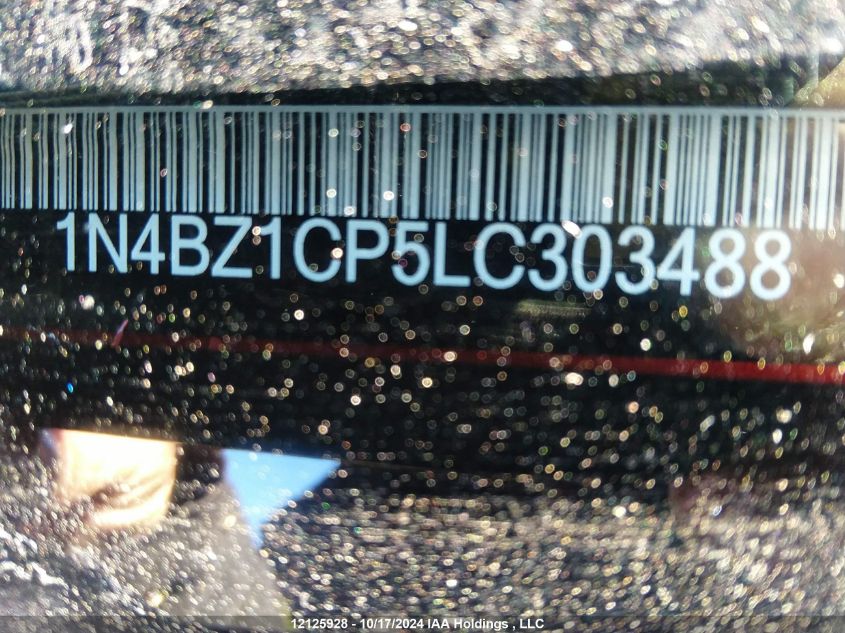 1N4BZ1CP5LC303488
12125928 - 10/17/2024 IAA Holdings , LLC